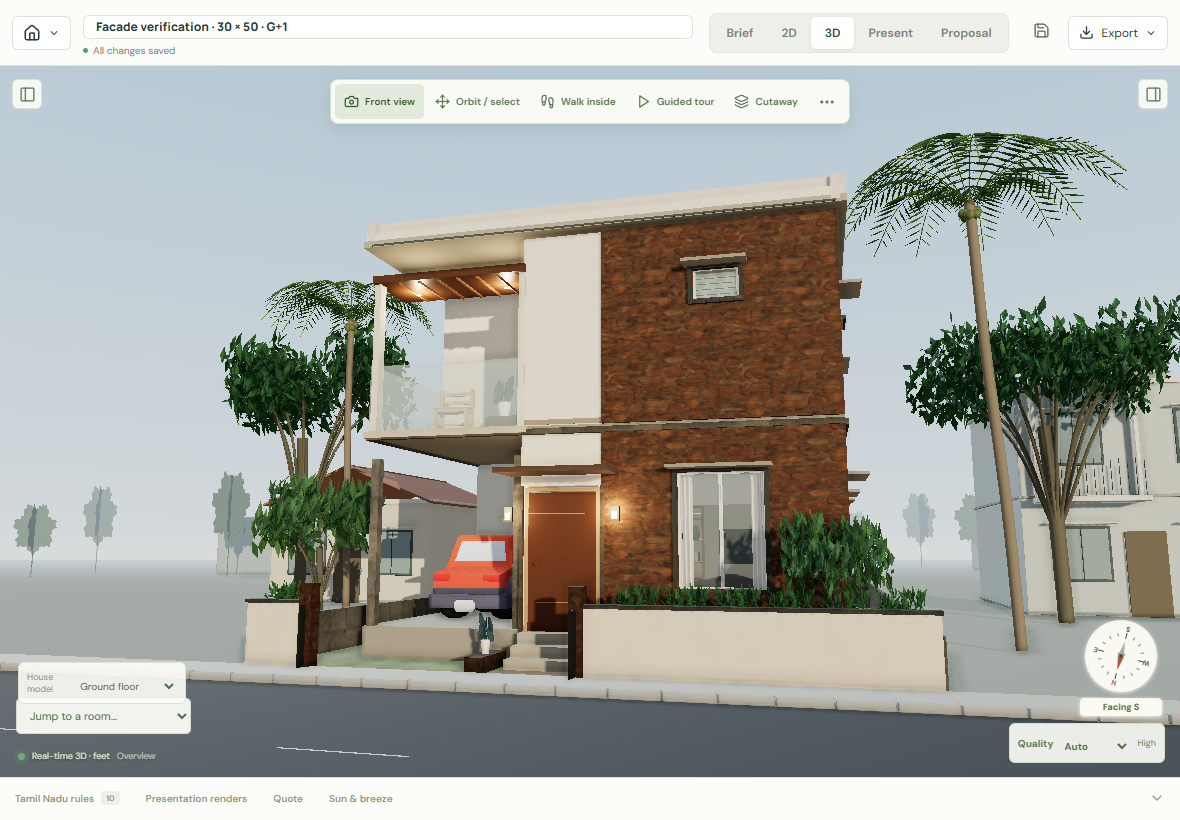 Facade verification · 30 × 50 · G+1
All changes saved
Brief 2D 3D Present Proposal
Export
Front view Orbit / select Walk inside Guided tour Cutaway
House model Ground floor
Jump to a room...
Real-time 3D · feet Overview
S
E W
N
Facing S
Quality Auto High
Tamil Nadu rules 10 Presentation renders Quote Sun & breeze